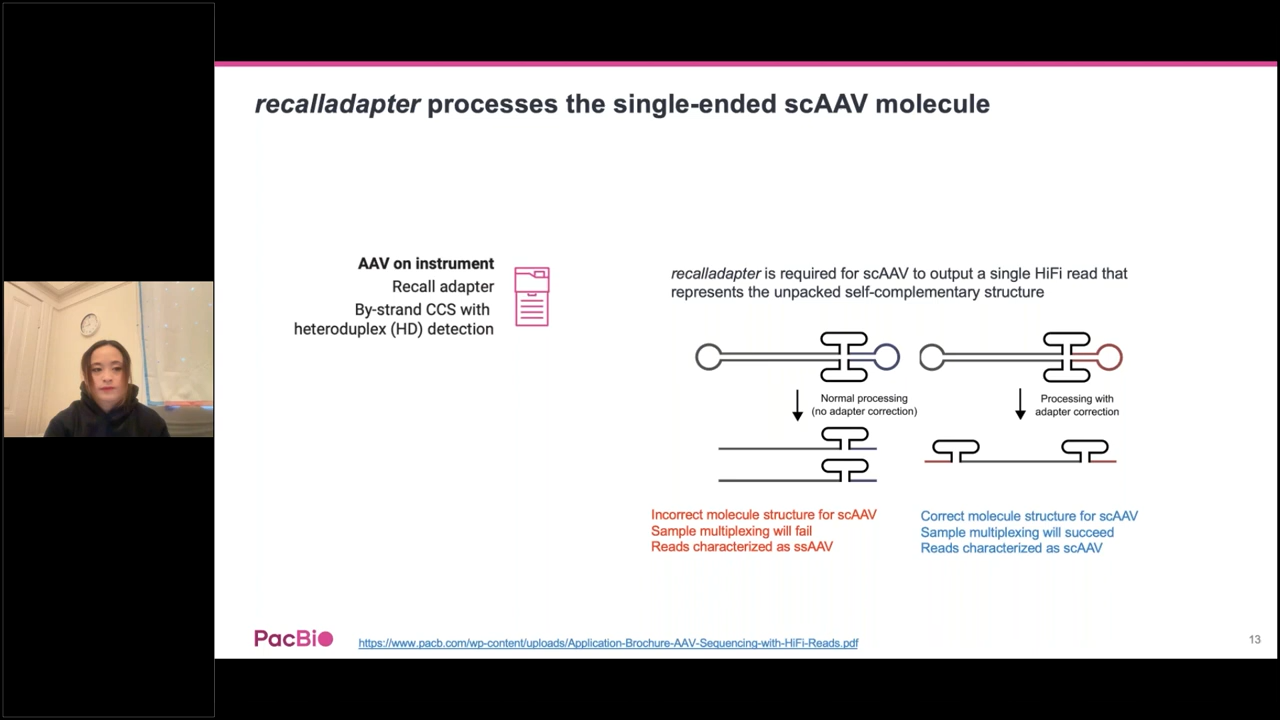 recalladapter processes the single-ended scAAV molecule
AAV on instrument
Recall adapter
By-strand CCS with
heteroduplex (HD) detection
recalladapter is required for scAAV to output a single HiFi read that
represents the unpacked self-complementary structure
Normal processing
(no adapter correction)
Processing with
adapter correction
Incorrect molecule structure for scAAV
Sample multiplexing will fail
Reads characterized as ssAAV
Correct molecule structure for scAAV
Sample multiplexing will succeed
Reads characterized as scAAV
PacBio
https://www.pacb.com/wp-content/uploads/Application-Brochure-AAV-Sequencing-with-HiFi-Reads.pdf
13